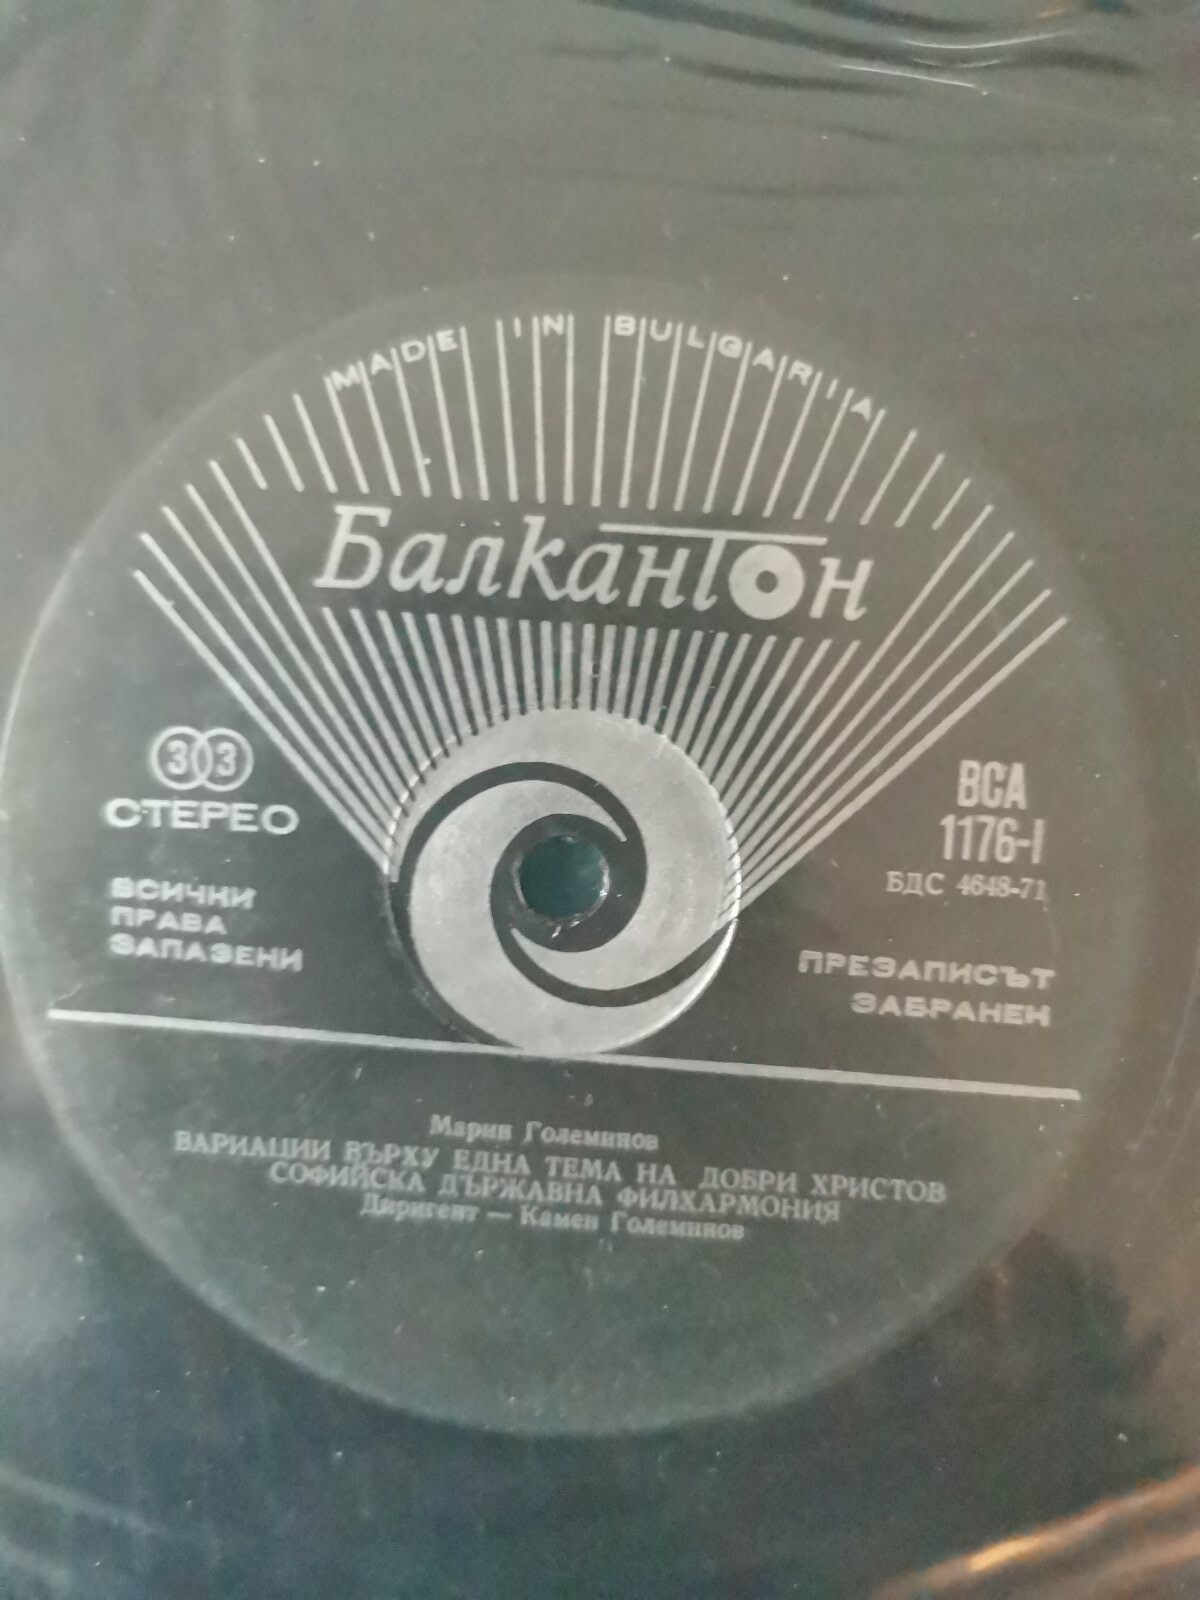 MADE IN BULGARIA
Балкантон
33
СТЕРЕО
ВСИЧНИ
ПРАВА
ЗАПАЗЕНИ
ВСА
1176-I
БДС 4648-71
ПРЕЗАПИСЪТ
ЗАБРАНЕН
Марин Големинов
ВАРИАЦИИ ВЪРХУ ЕДНА ТЕМА НА ДОБРИ ХРИСТОВ
СОФИЙСКА ДЪРЖАВНА ФИЛХАРМОНИЯ
Диригент — Камен Големинов